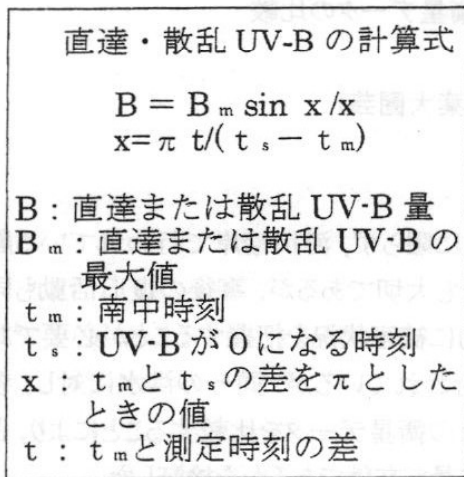 直達・散乱 UV-B の計算式
B = B m sin x /x
x= π t/( t s − t m)
B：直達または散乱 UV-B 量
B m：直達または散乱 UV-B の
最大値
t m：南中時刻
t s：UV-B が 0 になる時刻
x ： t mと t s の差を π とした
ときの値
t ： t mと測定時刻の差